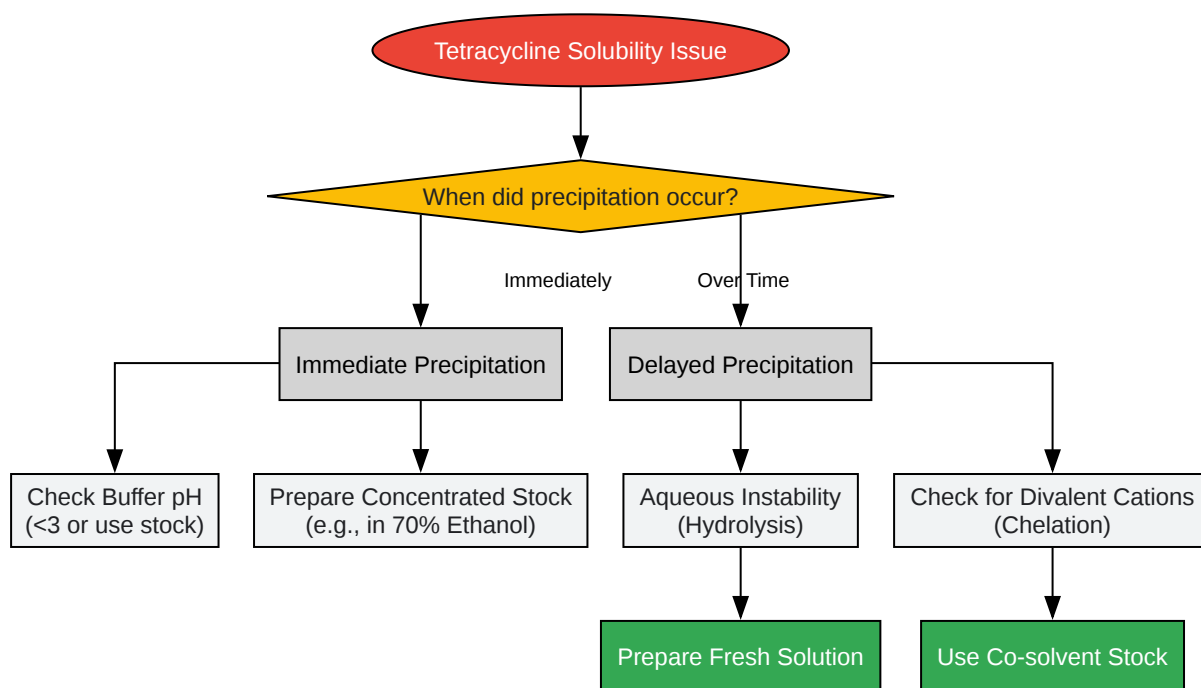 Tetracycline Solubility Issue
When did precipitation occur?
Immediately
Over Time
Immediate Precipitation
Delayed Precipitation
Check Buffer pH
(<3 or use stock)
Prepare Concentrated Stock
(e.g., in 70% Ethanol)
Aqueous Instability
(Hydrolysis)
Check for Divalent Cations
(Chelation)
Prepare Fresh Solution
Use Co-solvent Stock